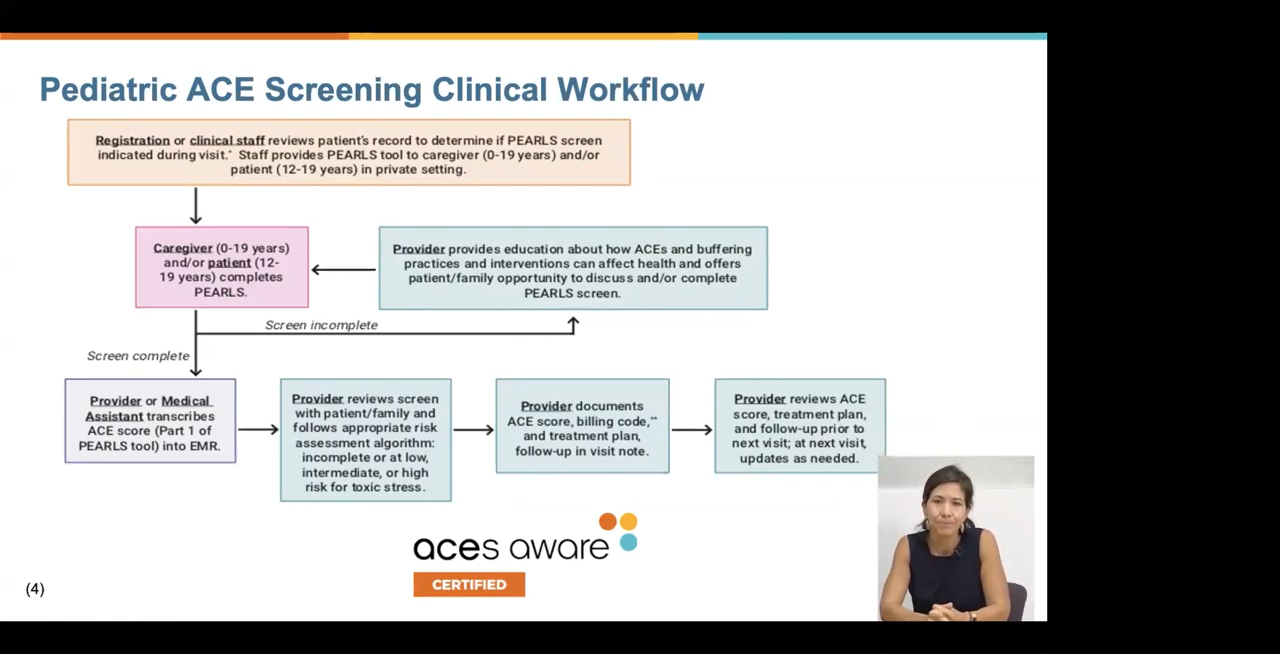 Pediatric ACE Screening Clinical Workflow
Registration or clinical staff reviews patient's record to determine if PEARLS screen
indicated during visit.* Staff provides PEARLS tool to caregiver (0-19 years) and/or
patient (12-19 years) in private setting.
Caregiver (0-19 years)
and/or patient (12-
19 years) completes
PEARLS.
Provider provides education about how ACEs and buffering
practices and interventions can affect health and offers
patient/family opportunity to discuss and/or complete
PEARLS screen.
Screen incomplete
Screen complete
Provider or Medical
Assistant transcribes
ACE score (Part 1 of
PEARLS tool) into EMR.
Provider reviews screen
with patient/family and
follows appropriate risk
assessment algorithm:
incomplete or at low,
intermediate, or high
risk for toxic stress.
Provider documents
ACE score, billing code,**
and treatment plan,
follow-up in visit note.
Provider reviews ACE
score, treatment plan,
and follow-up prior to
next visit; at next visit,
updates as needed.
aces aware
CERTIFIED
(4)